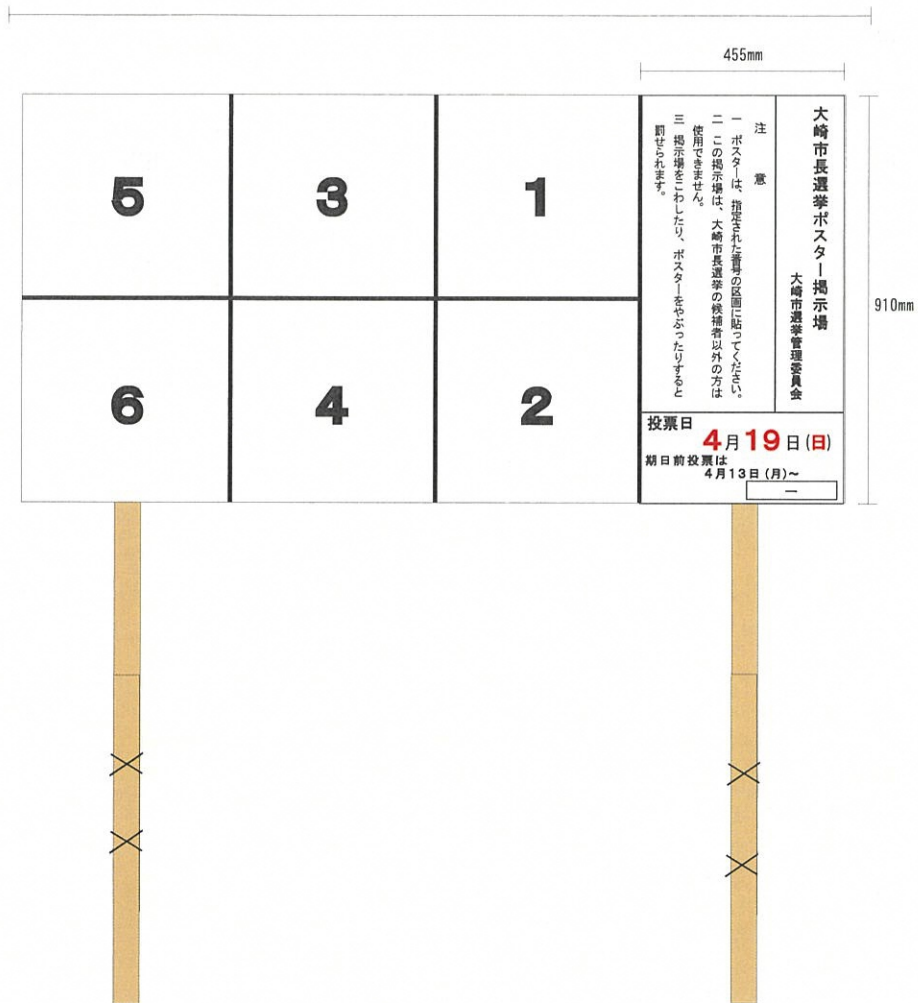 455mm
910mm
大崎市長選挙ポスター掲示場
大崎市選挙管理委員会
注　意
一　ポスターは、指定された番号の区画に貼ってください。
二　この掲示場は、大崎市長選挙の候補者以外の方は
使用できません。
三　掲示場をこわしたり、ポスターをやぶったりすると
罰せられます。
投票日
4月19日(日)
期日前投票は
4月13日(月)～
―
1
3
5
2
4
6